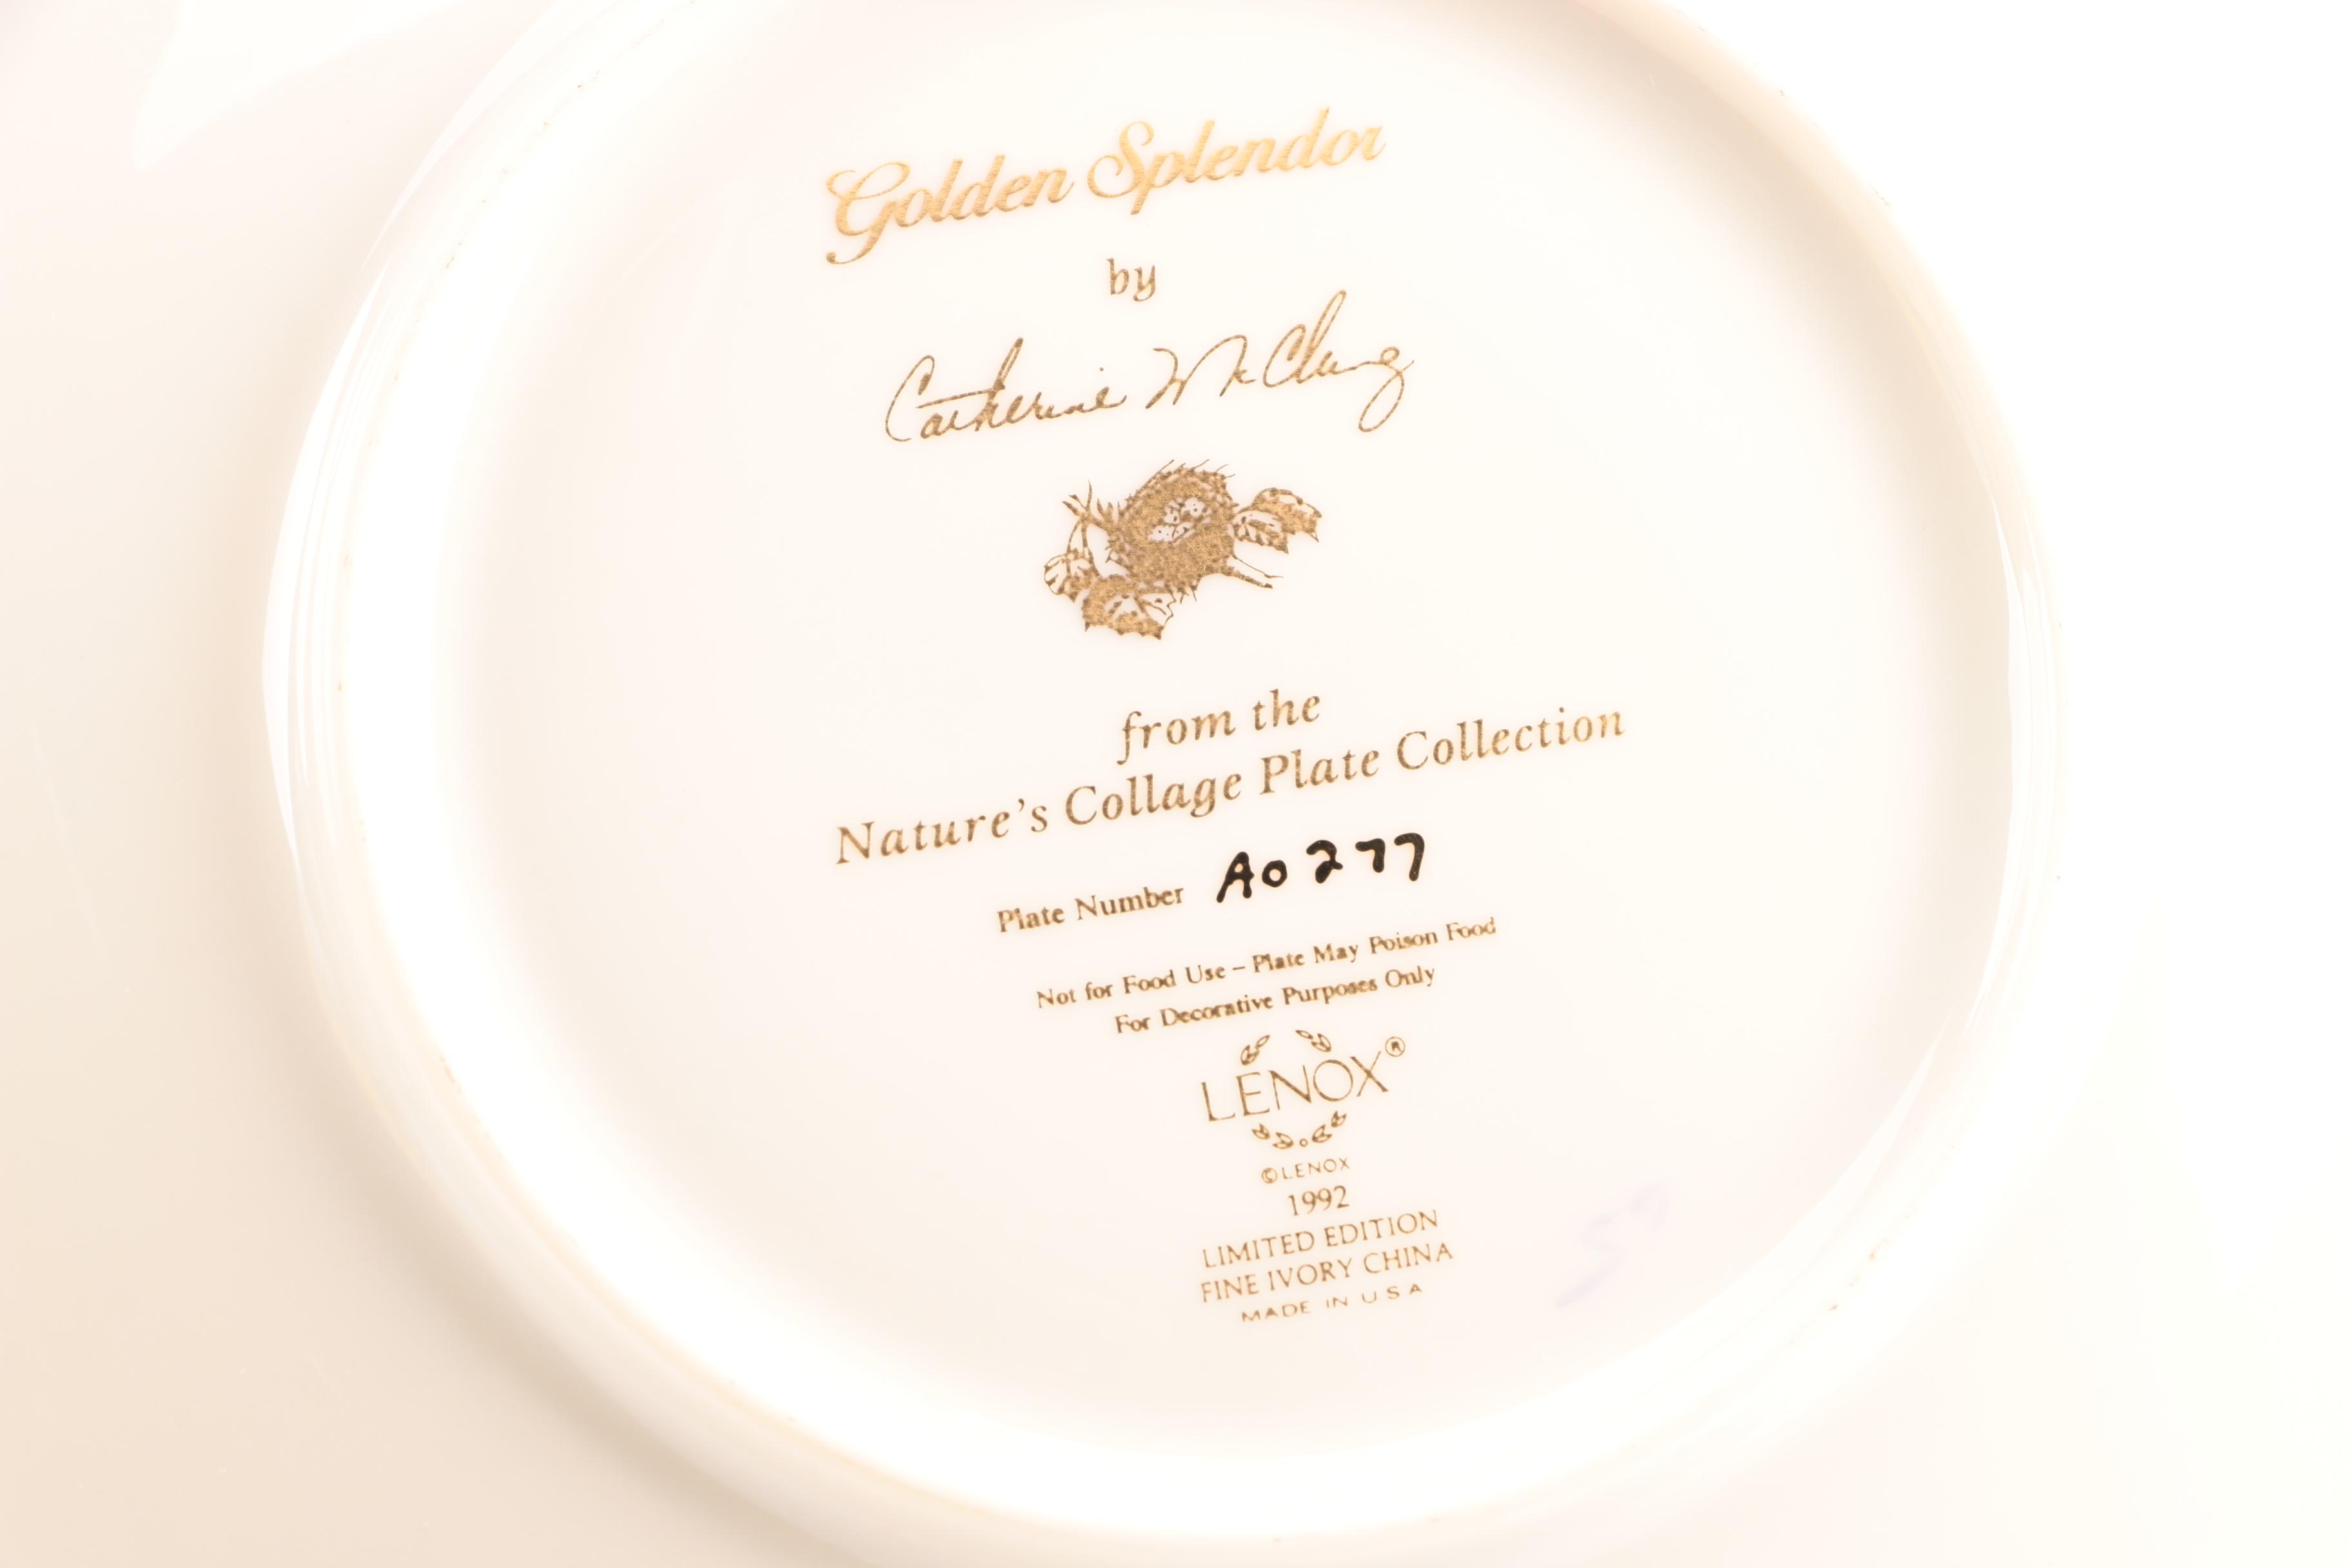 Golden Splendor
by
Catherine McClung
from the
Nature's Collage Plate Collection
Plate Number A0277
Not for Food Use – Plate May Poison Food
For Decorative Purposes Only
LENOX®
©LENOX
1992
LIMITED EDITION
FINE IVORY CHINA
MADE IN USA